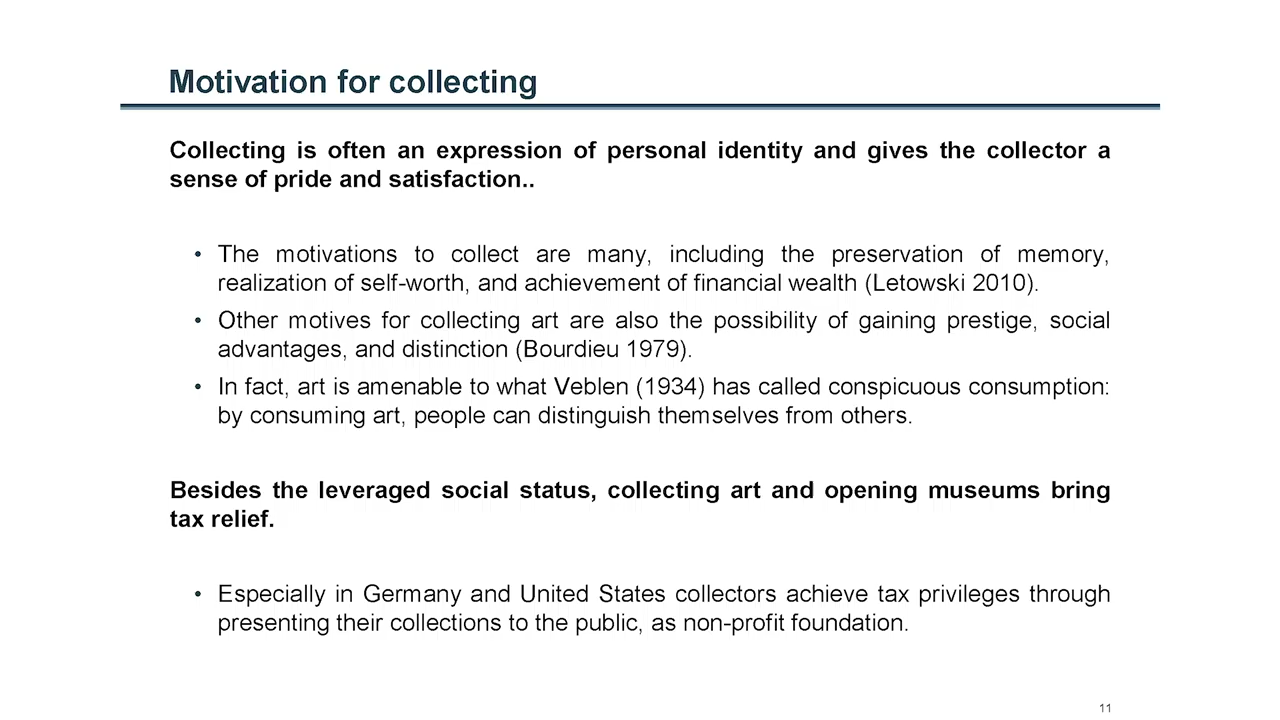 Motivation for collecting
Collecting is often an expression of personal identity and gives the collector a
sense of pride and satisfaction..
• The motivations to collect are many, including the preservation of memory,
realization of self-worth, and achievement of financial wealth (Letowski 2010).
• Other motives for collecting art are also the possibility of gaining prestige, social
advantages, and distinction (Bourdieu 1979).
• In fact, art is amenable to what Veblen (1934) has called conspicuous consumption:
by consuming art, people can distinguish themselves from others.
Besides the leveraged social status, collecting art and opening museums bring
tax relief.
• Especially in Germany and United States collectors achieve tax privileges through
presenting their collections to the public, as non-profit foundation.
11